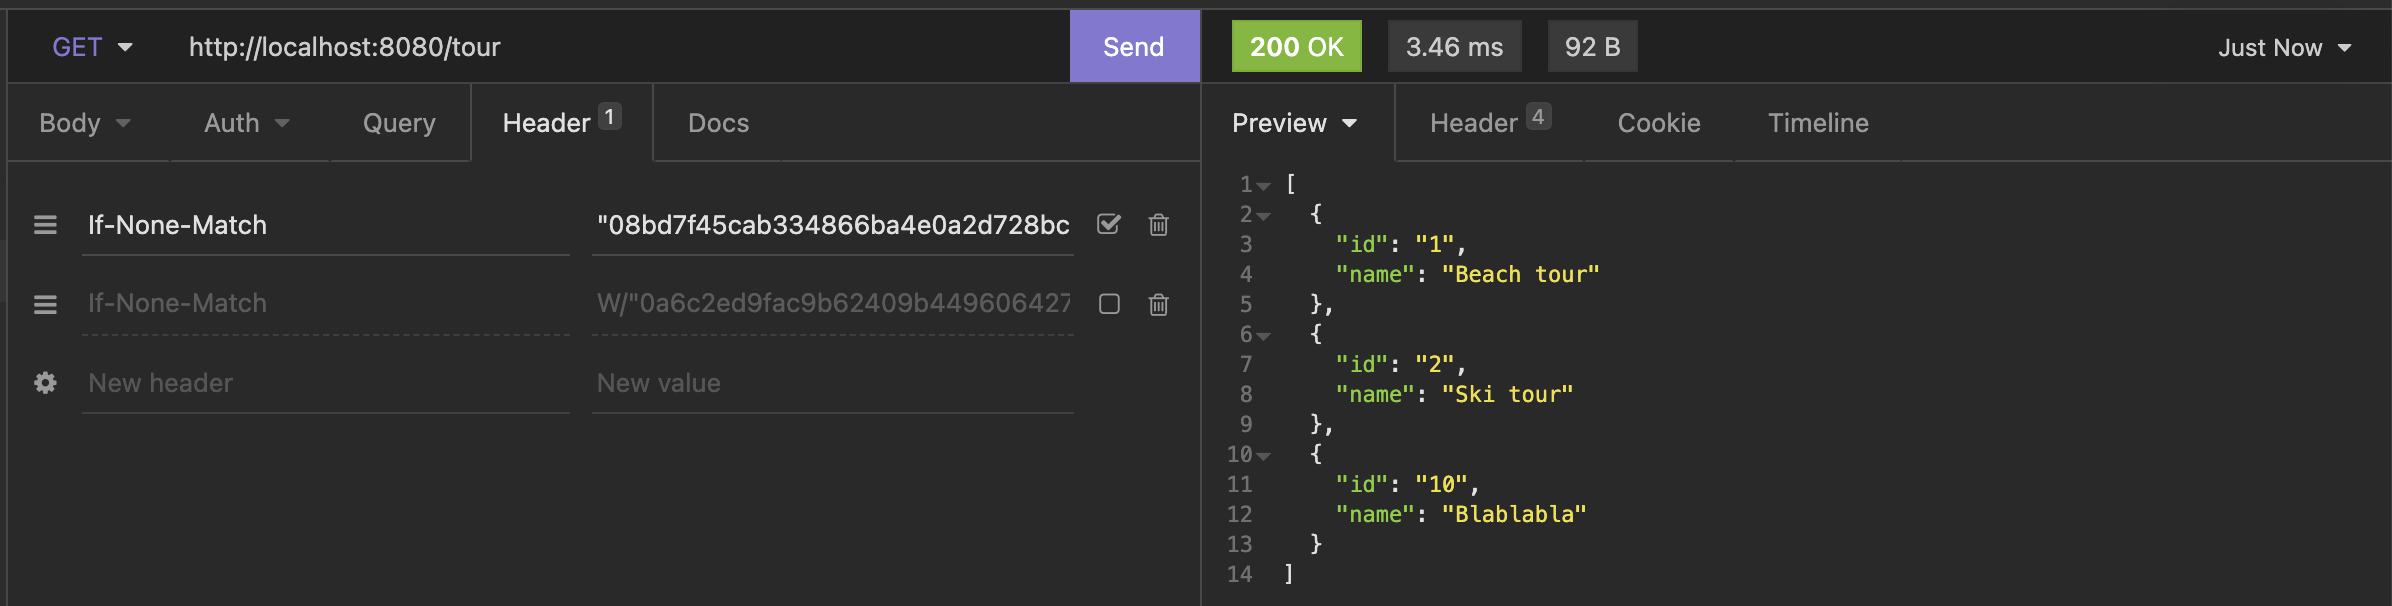 GET http://localhost:8080/tour Send 200 OK 3.46 ms 92 B Just Now
Body Auth Query Header 1 Docs
Preview Header 4 Cookie Timeline
If-None-Match "08bd7f45cab334866ba4e0a2d728bc
If-None-Match W/"0a6c2ed9fac9b62409b449606427
New header New value
1 [
2 {
3 "id": "1",
4 "name": "Beach tour"
5 },
6 {
7 "id": "2",
8 "name": "Ski tour"
9 },
10 {
11 "id": "10",
12 "name": "Blablabla"
13 }
14 ]